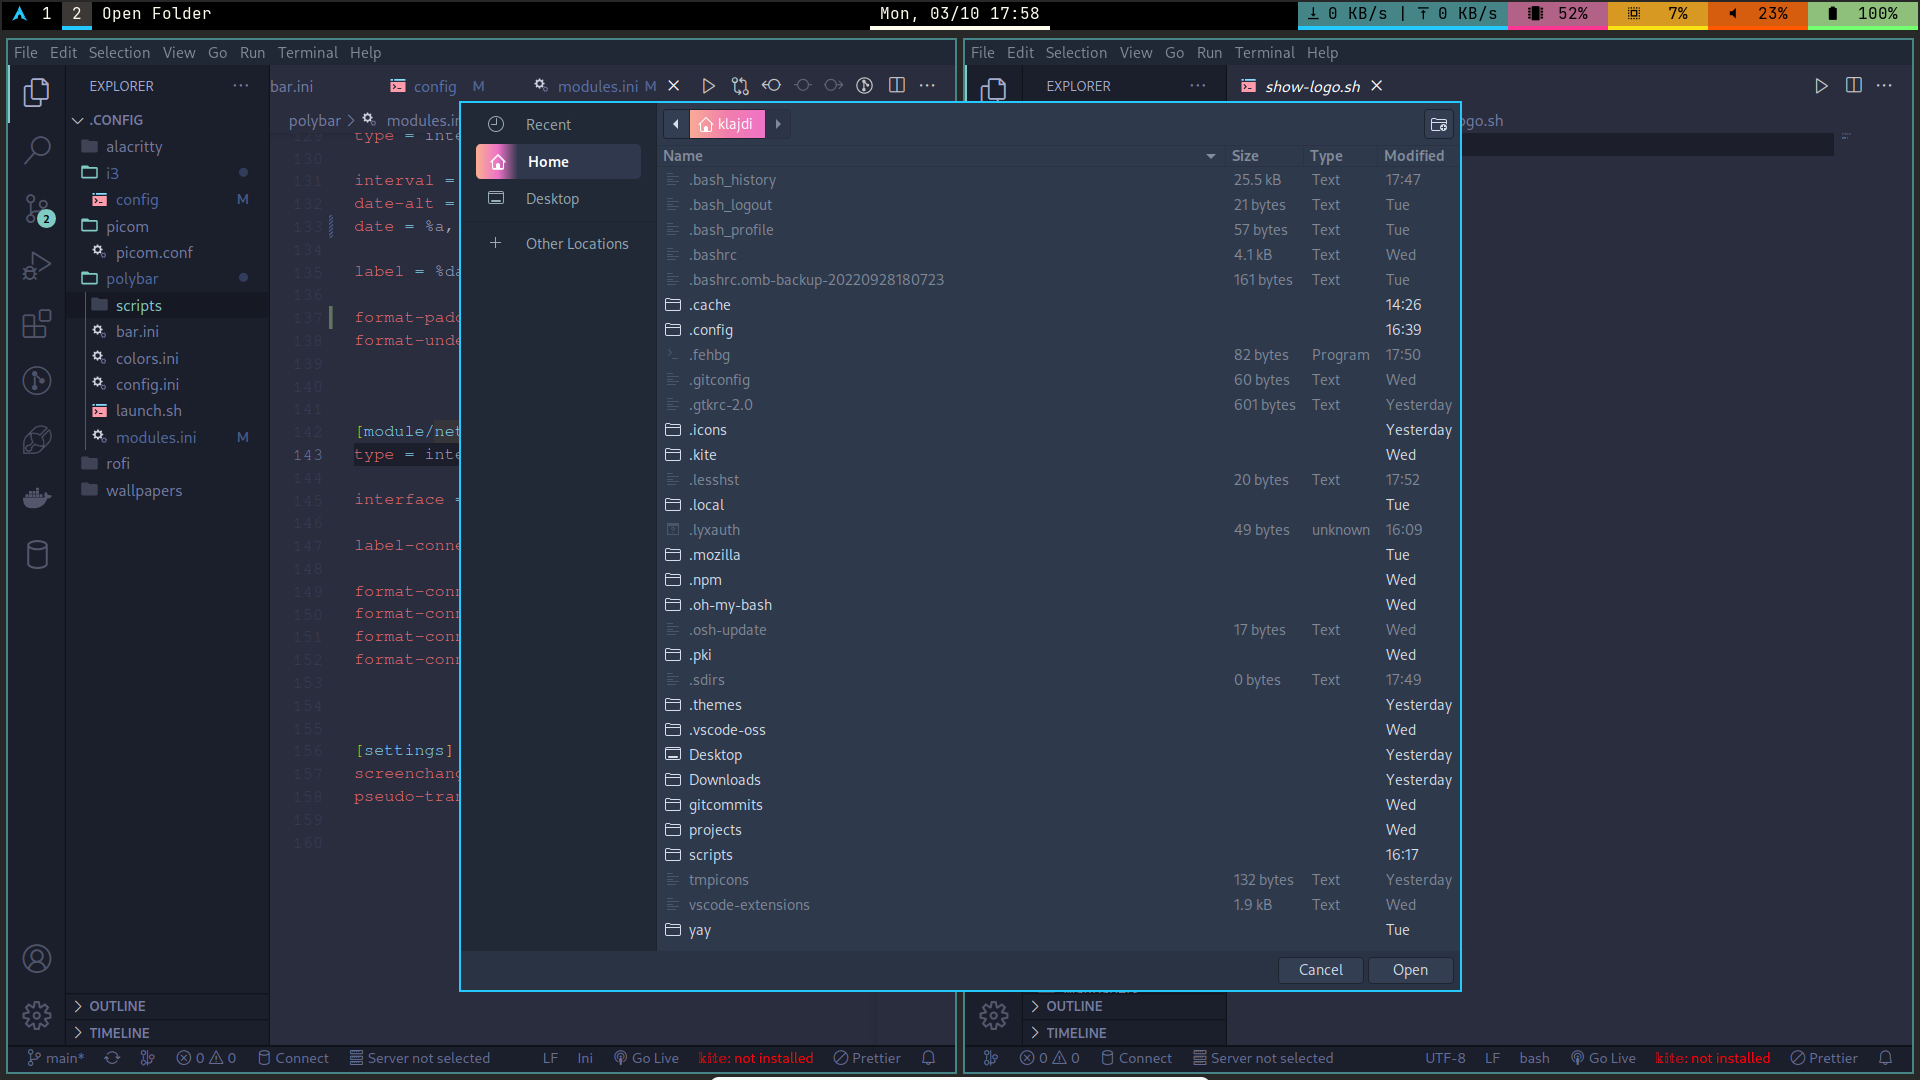 1 2 Open Folder Mon, 03/10 17:58 0 KB/s | 0 KB/s 52% 7% 23% 100%
File Edit Selection View Go Run Terminal Help
EXPLORER
.CONFIG
alacritty
i3
config M
picom
picom.conf
polybar
scripts
bar.ini
colors.ini
config.ini
launch.sh
modules.ini M
rofi
wallpapers
OUTLINE
TIMELINE
2
bar.ini config M modules.ini M
polybar > modules.in
129 type = inte
130
131 interval =
132 date-alt =
133 date = %a,
134
135 label = %da
136
137 format-padd
138 format-unde
139
140
141
142 [module/net
143 type = inte
144
145 interface =
146
147 label-conne
148
149 format-conn
150 format-conn
151 format-conn
152 format-conn
153
154
155
156 [settings]
157 screenchang
158 pseudo-tran
159
160
main* 0 0 Connect Server not selected LF Ini Go Live kite: not installed Prettier
Recent
Home
Desktop
Other Locations
klajdi
Name Size Type Modified
.bash_history 25.5 kB Text 17:47
.bash_logout 21 bytes Text Tue
.bash_profile 57 bytes Text Tue
.bashrc 4.1 kB Text Wed
.bashrc.omb-backup-20220928180723 161 bytes Text Tue
.cache 14:26
.config 16:39
.fehbg 82 bytes Program 17:50
.gitconfig 60 bytes Text Wed
.gtkrc-2.0 601 bytes Text Yesterday
.icons Yesterday
.kite Wed
.lesshst 20 bytes Text 17:52
.local Tue
.lyxauth 49 bytes unknown 16:09
.mozilla Tue
.npm Wed
.oh-my-bash Wed
.osh-update 17 bytes Text Wed
.pki Wed
.sdirs 0 bytes Text 17:49
.themes Yesterday
.vscode-oss Wed
Desktop Yesterday
Downloads Yesterday
gitcommits Wed
projects Wed
scripts 16:17
tmpicons 132 bytes Text Yesterday
vscode-extensions 1.9 kB Text Wed
yay Tue
Cancel Open
File Edit Selection View Go Run Terminal Help
EXPLORER
show-logo.sh
ogo.sh
OUTLINE
TIMELINE
0 0 Connect Server not selected UTF-8 LF bash Go Live kite: not installed Prettier